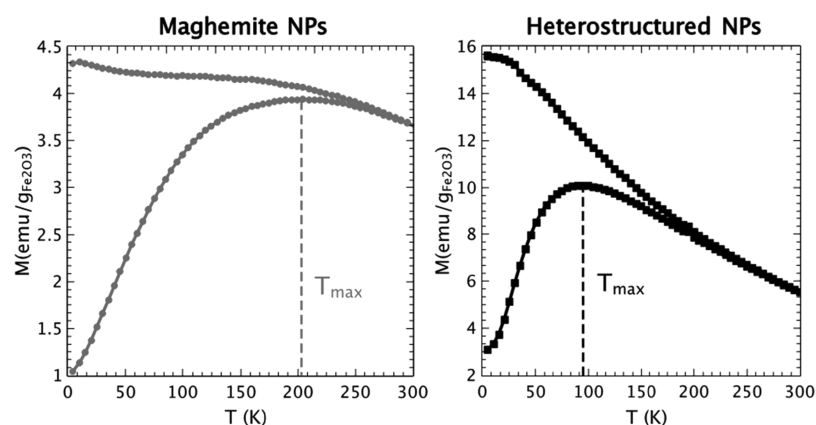 Maghemite NPs
4.5
4
3.5
3
2.5
2
1.5
1
M(emu/gFe2O3)
Tmax
0 50 100 150 200 250 300
T (K)
Heterostructured NPs
16
14
12
10
8
6
4
2
M(emu/gFe2O3)
Tmax
0 50 100 150 200 250 300
T (K)